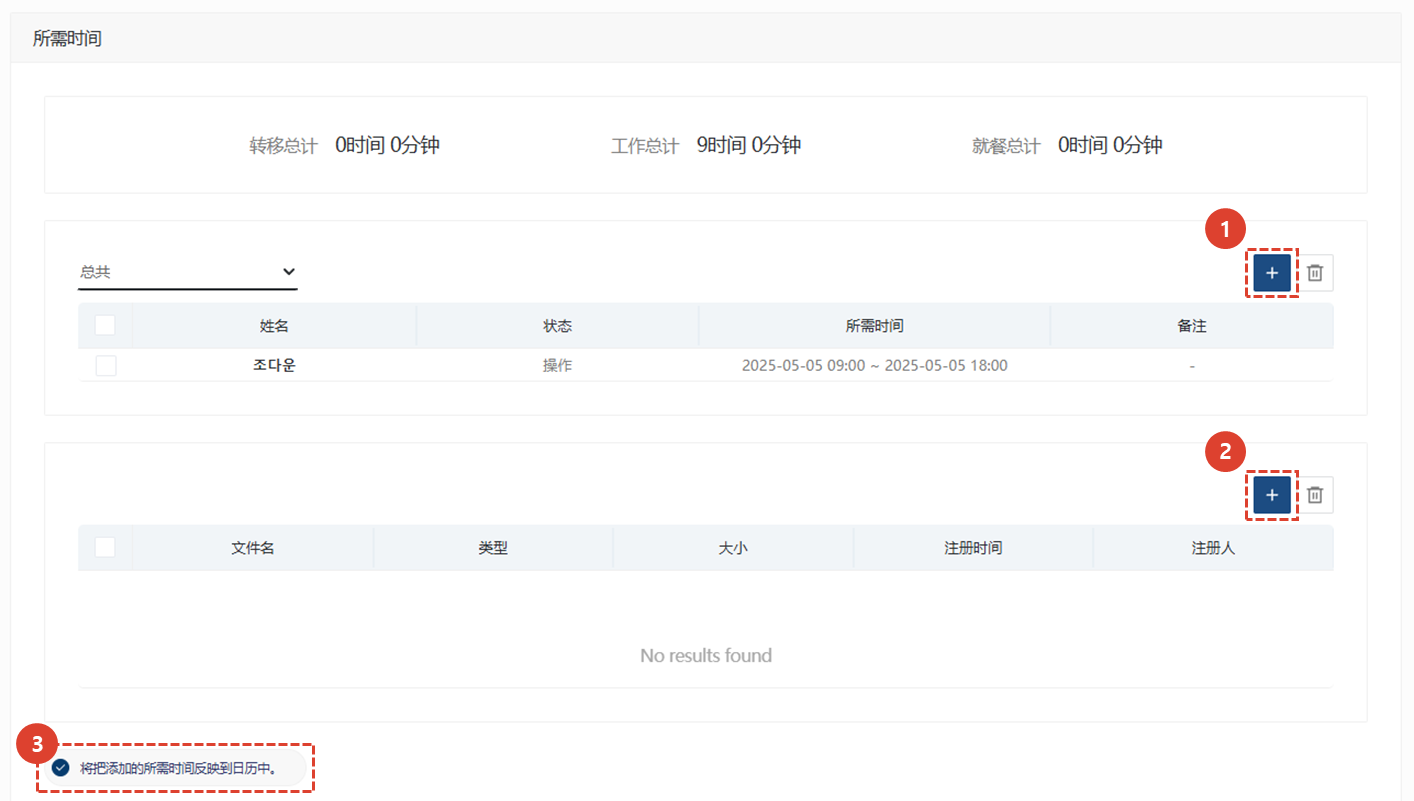 所需时间
转移总计 0时间 0分钟 工作总计 9时间 0分钟 就餐总计 0时间 0分钟
1
总共
+
姓名 状态 所需时间 备注
조다운 操作 2025-05-05 09:00 ~ 2025-05-05 18:00 -
2
+
文件名 类型 大小 注册时间 注册人
No results found
3
将把添加的所需时间反映到日历中。